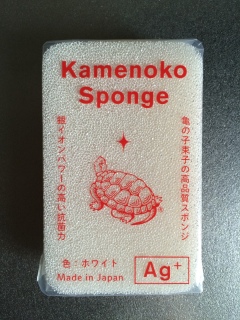 Kamenoko
Sponge
亀の子束子の高品質スポンジ
銀イオンパワーの高い抗菌力
色：ホワイト
Made in Japan
Ag+